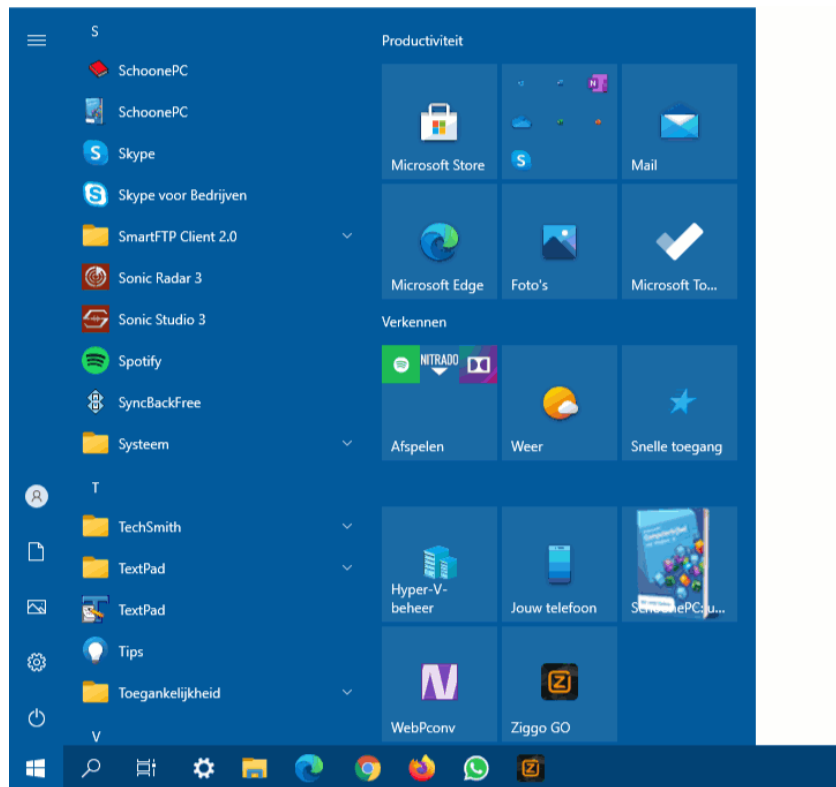 S
SchoonePC
SchoonePC
Skype
Skype voor Bedrijven
SmartFTP Client 2.0
Sonic Radar 3
Sonic Studio 3
Spotify
SyncBackFree
Systeem
T
TechSmith
TextPad
TextPad
Tips
Toegankelijkheid
V
Productiviteit
Microsoft Store
Mail
Microsoft Edge
Foto's
Microsoft To...
Verkennen
NITRADO
Afspelen
Weer
Snelle toegang
Hyper-V-
beheer
Jouw telefoon
Computerbijbel
SchoonePC: u...
WebPconv
Ziggo GO